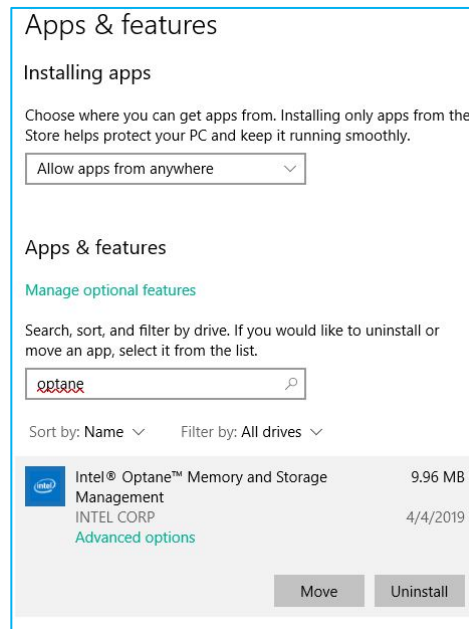 Apps & features
Installing apps
Choose where you can get apps from. Installing only apps from the
Store helps protect your PC and keep it running smoothly.
Allow apps from anywhere
Apps & features
Manage optional features
Search, sort, and filter by drive. If you would like to uninstall or
move an app, select it from the list.
optane
Sort by: Name Filter by: All drives
intel
Intel® Optane™ Memory and Storage 9.96 MB
Management
INTEL CORP 4/4/2019
Advanced options
Move Uninstall